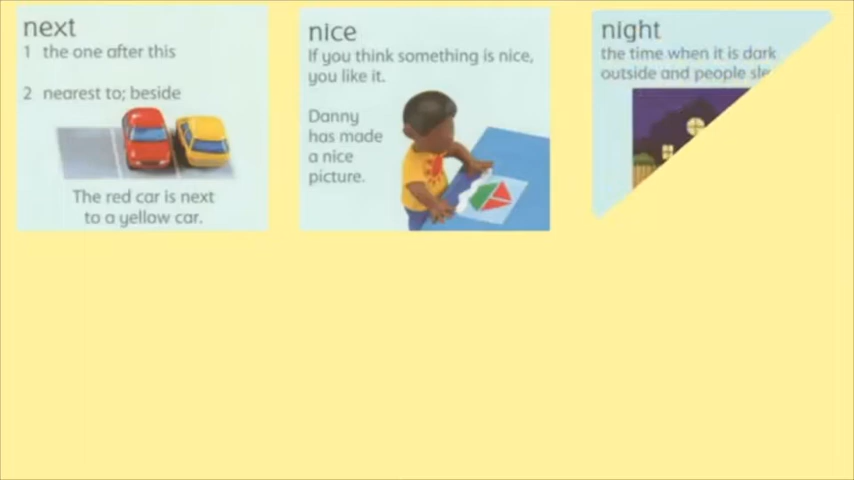 next
1 the one after this
2 nearest to; beside
The red car is next
to a yellow car.
nice
If you think something is nice,
you like it.
Danny
has made
a nice
picture.
night
the time when it is dark
outside and people